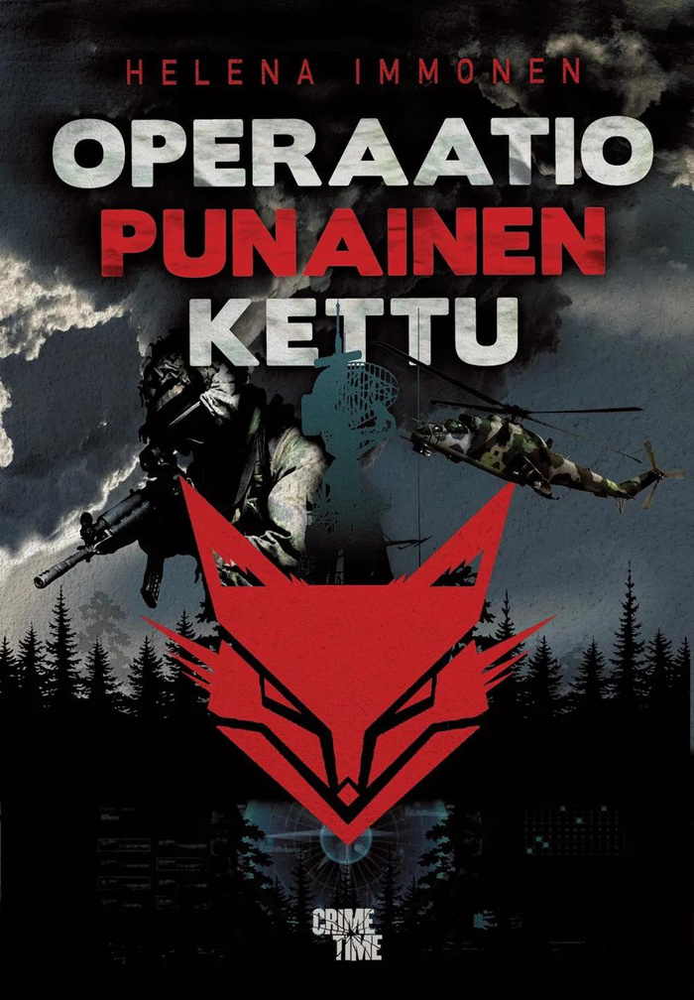 HELENA IMMONEN
OPERAATIO
PUNAINEN
KETTU
CRIME
TIME